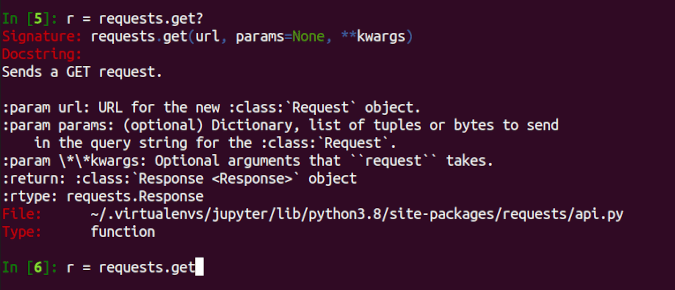 In [5]: r = requests.get?
Signature: requests.get(url, params=None, **kwargs)
Docstring:
Sends a GET request.
:param url: URL for the new :class:`Request` object.
:param params: (optional) Dictionary, list of tuples or bytes to send
    in the query string for the :class:`Request`.
:param \*\*kwargs: Optional arguments that ``request`` takes.
:return: :class:`Response <Response>` object
:rtype: requests.Response
File:      ~/.virtualenvs/jupyter/lib/python3.8/site-packages/requests/api.py
Type:      function
In [6]: r = requests.get